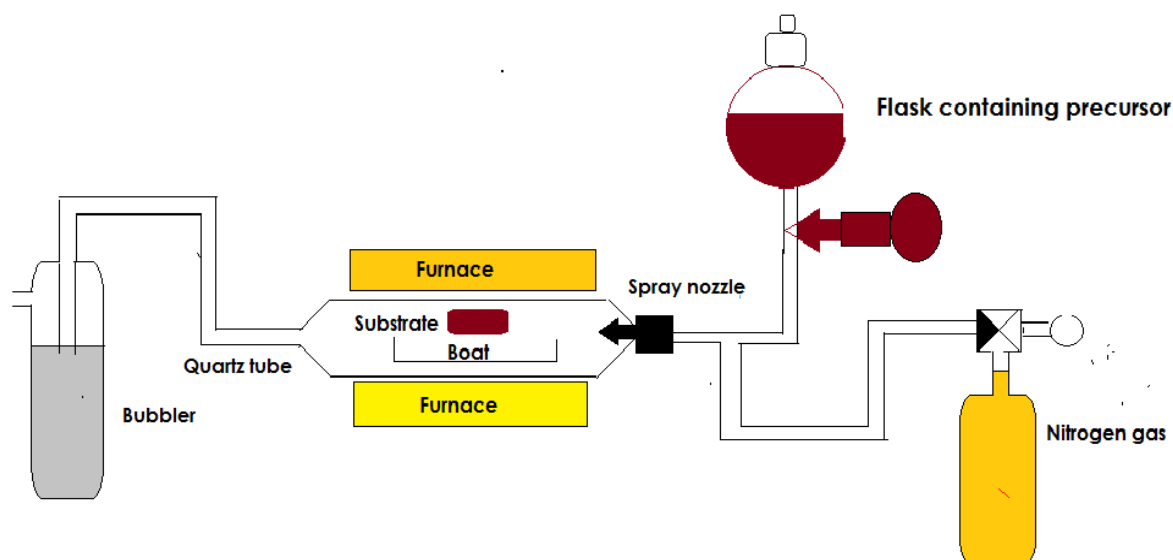 Flask containing precursor
Furnace
Spray nozzle
Substrate
Boat
Quartz tube
Furnace
Bubbler
Nitrogen gas